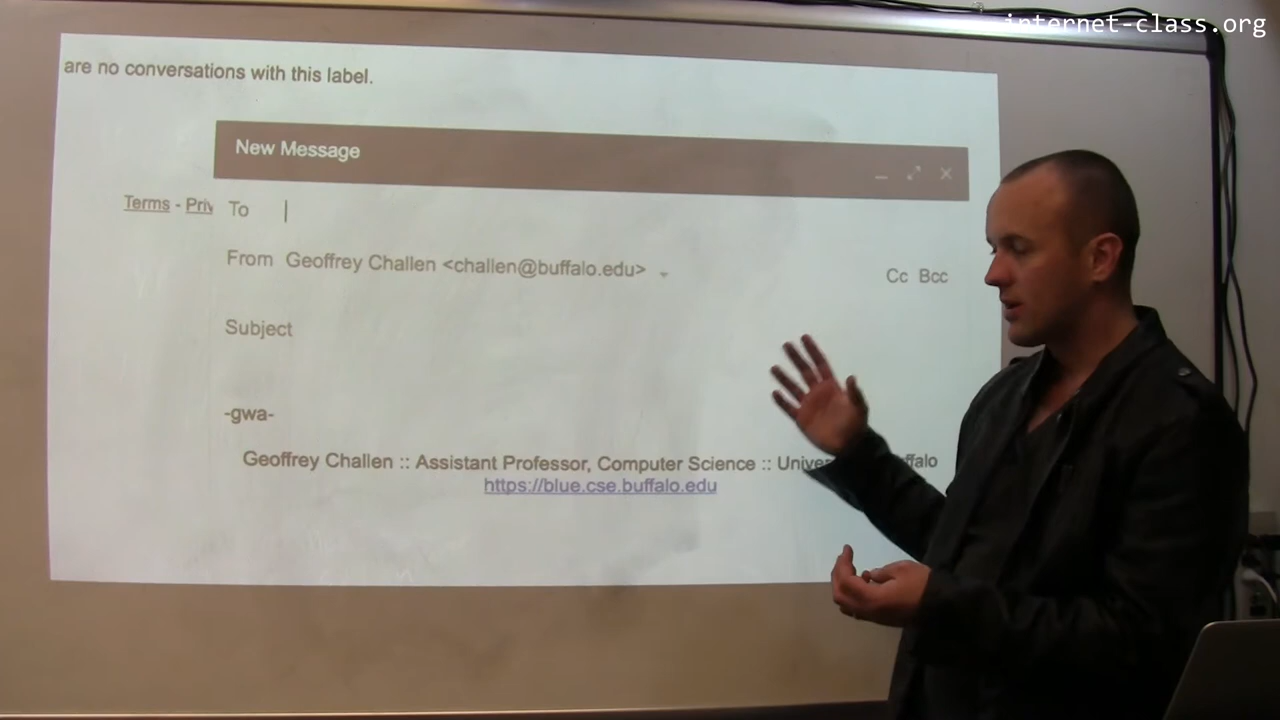 internet-class.org
are no conversations with this label.
New Message
Terms - Priv
To
From Geoffrey Challen <challen@buffalo.edu>
Cc Bcc
Subject
-gwa-
Geoffrey Challen :: Assistant Professor, Computer Science ::
https://blue.cse.buffalo.edu